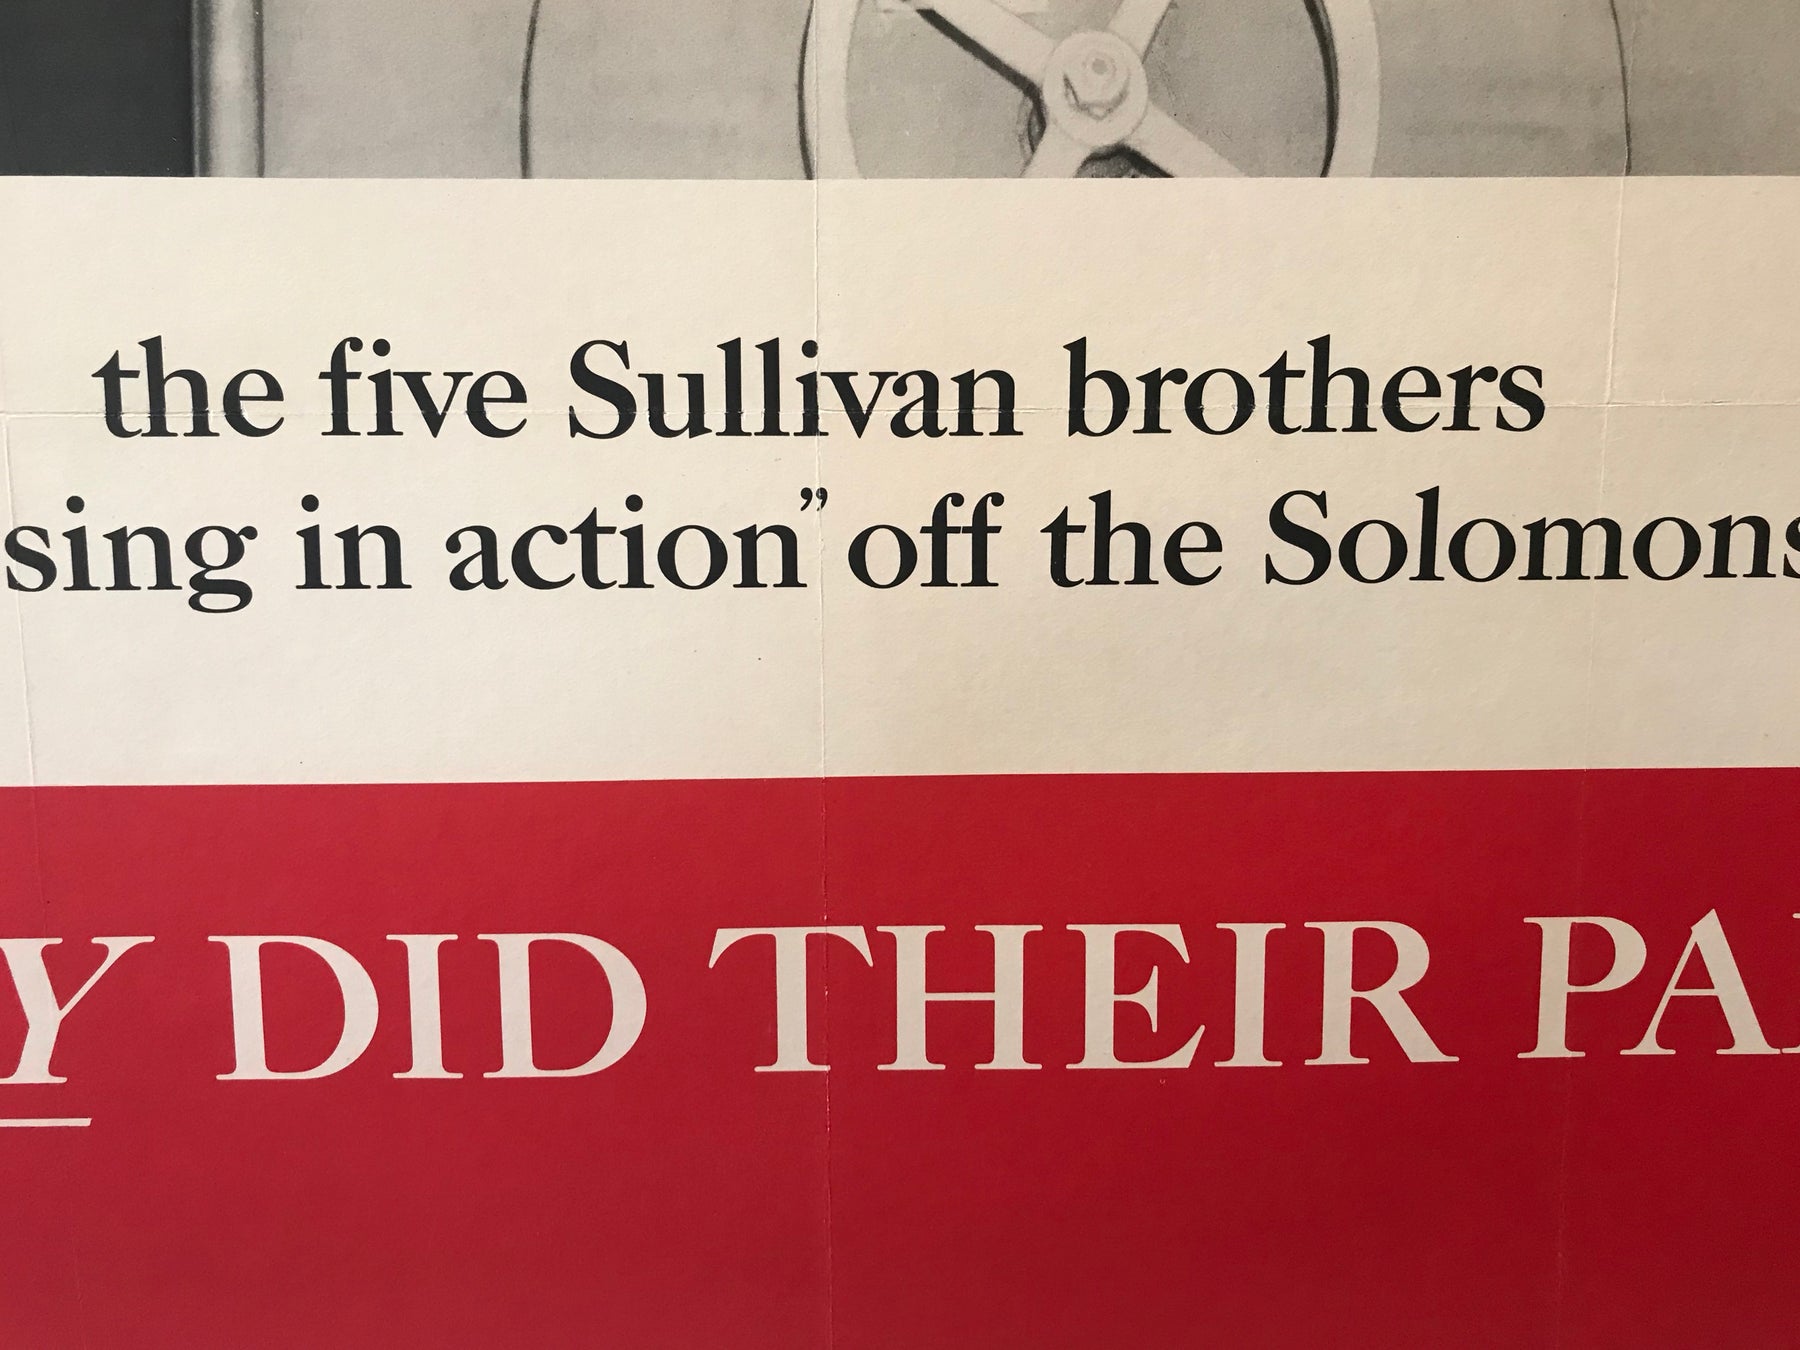 the five Sullivan brothers
sing in action” off the Solomons
Y DID THEIR PA